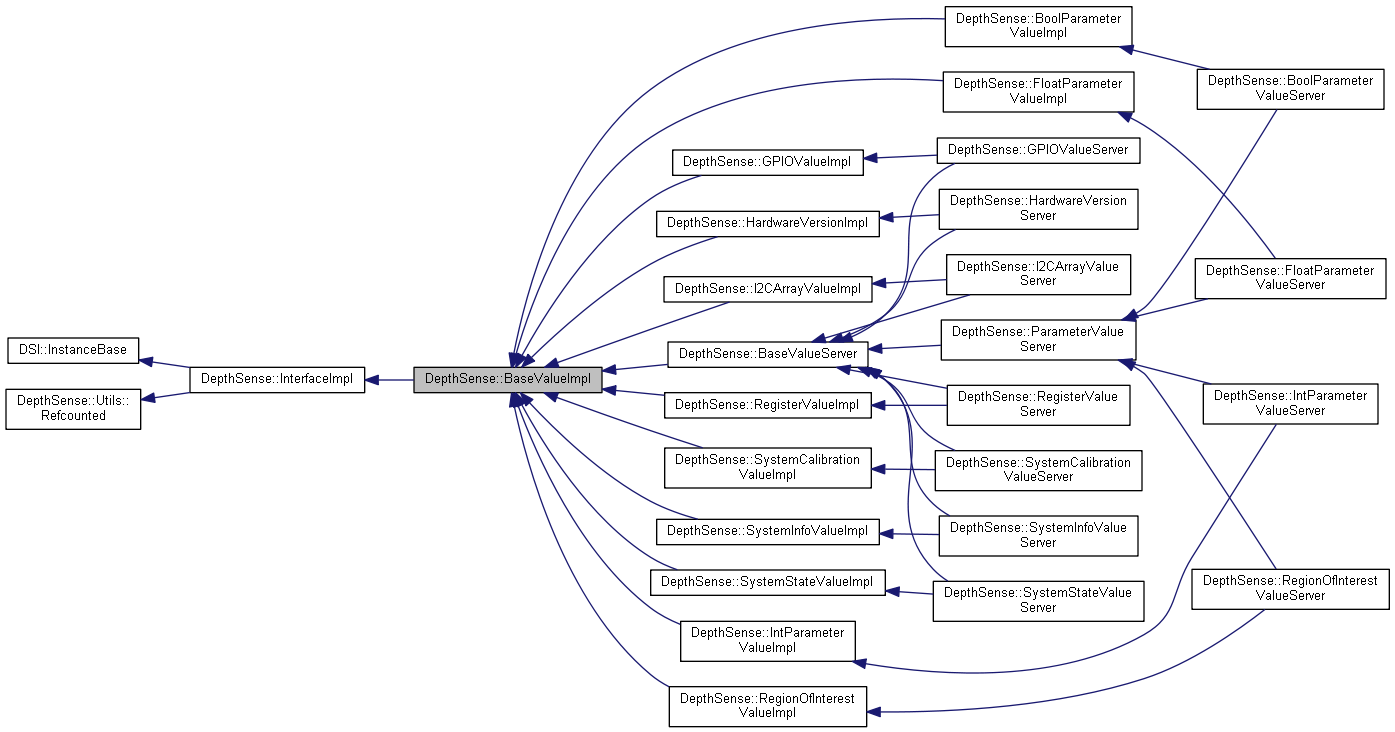 DepthSense::BoolParameter
ValueImpl
DepthSense::FloatParameter
ValueImpl
DepthSense::BoolParameter
ValueServer
DepthSense::GPIOValueImpl
DepthSense::GPIOValueServer
DepthSense::HardwareVersionImpl
DepthSense::HardwareVersion
Server
DepthSense::I2CArrayValueImpl
DepthSense::I2CArrayValue
Server
DepthSense::FloatParameter
ValueServer
DSI::InstanceBase
DepthSense::Utils::
Refcounted
DepthSense::InterfaceImpl
DepthSense::BaseValueImpl
DepthSense::BaseValueServer
DepthSense::ParameterValue
Server
DepthSense::RegisterValueImpl
DepthSense::RegisterValue
Server
DepthSense::IntParameter
ValueServer
DepthSense::SystemCalibration
ValueImpl
DepthSense::SystemCalibration
ValueServer
DepthSense::SystemInfoValueImpl
DepthSense::SystemInfoValue
Server
DepthSense::SystemStateValueImpl
DepthSense::SystemStateValue
Server
DepthSense::RegionOfInterest
ValueServer
DepthSense::IntParameter
ValueImpl
DepthSense::RegionOfInterest
ValueImpl